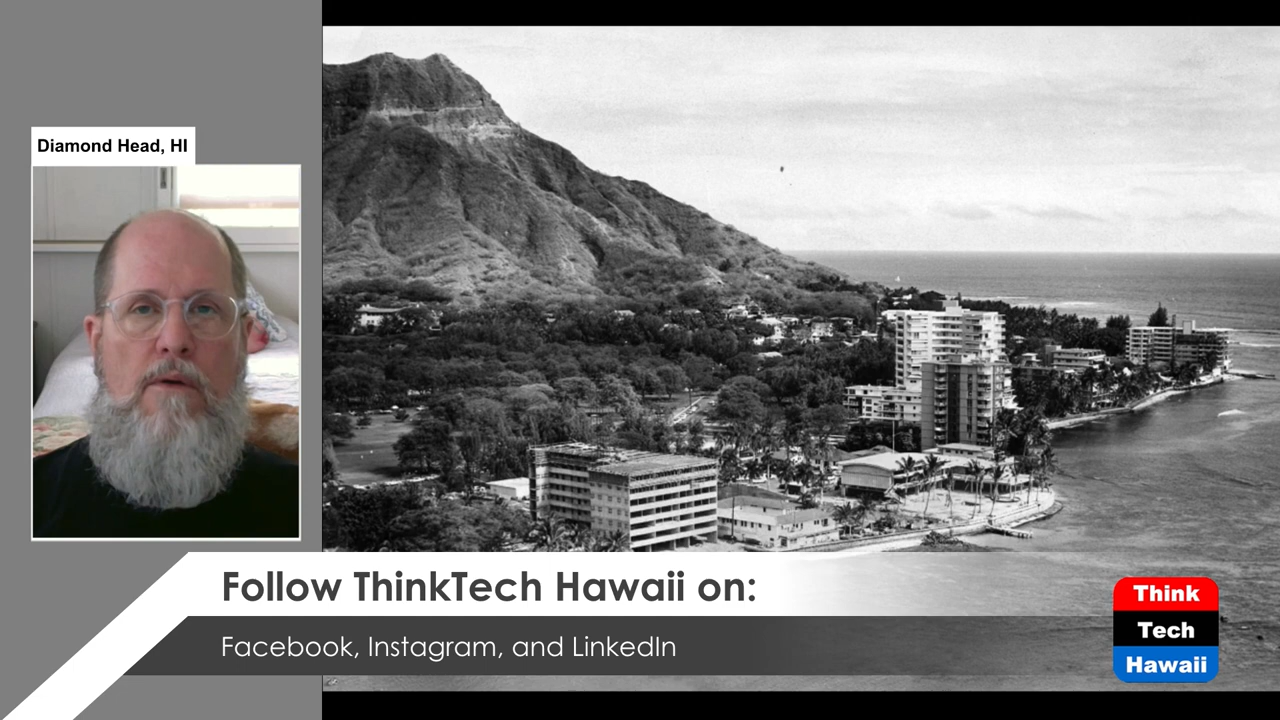 Diamond Head, HI
Follow ThinkTech Hawaii on:
Facebook, Instagram, and LinkedIn
Think
Tech
Hawaii